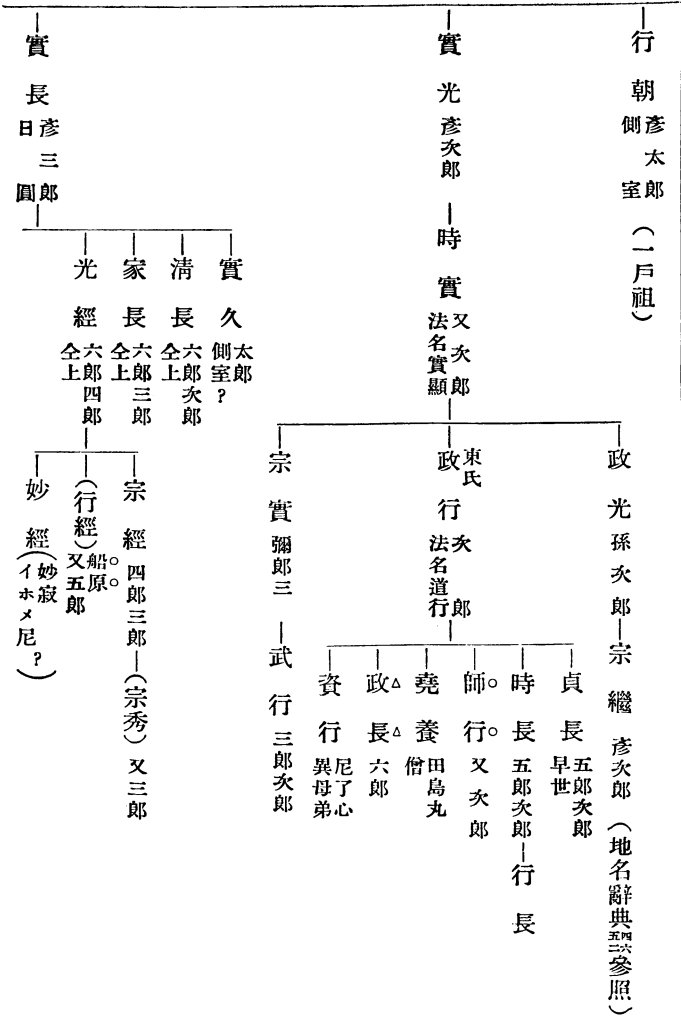 行朝 彥太郎
側室
（一戶祖）
實光 彥次郎
時實 又次郎
法名實顯
政光 孫次郎
宗繼 彥次郎
（地名辭典四六五二參照）
政行 東氏
次郎
法名道行
貞長 五郎次郎
早世
時長 五郎次郎
行長
師行 ○○
又次郎
堯養 田島丸
僧
政長 △△
六郎
資行 尼了心
異母弟
宗實 彌郎三
武行 三郎次郎
實長 彥三郎
日圓
實久 太郎
側室？
淸長 六郎次郎
仝上
家長 六郎三郎
仝上
光經 六郎四郎
仝上
宗經 四郎三郎
（宗秀）又三郎
（行經）船原 ○○
又五郎
妙經（妙寂
イホメ尼？）